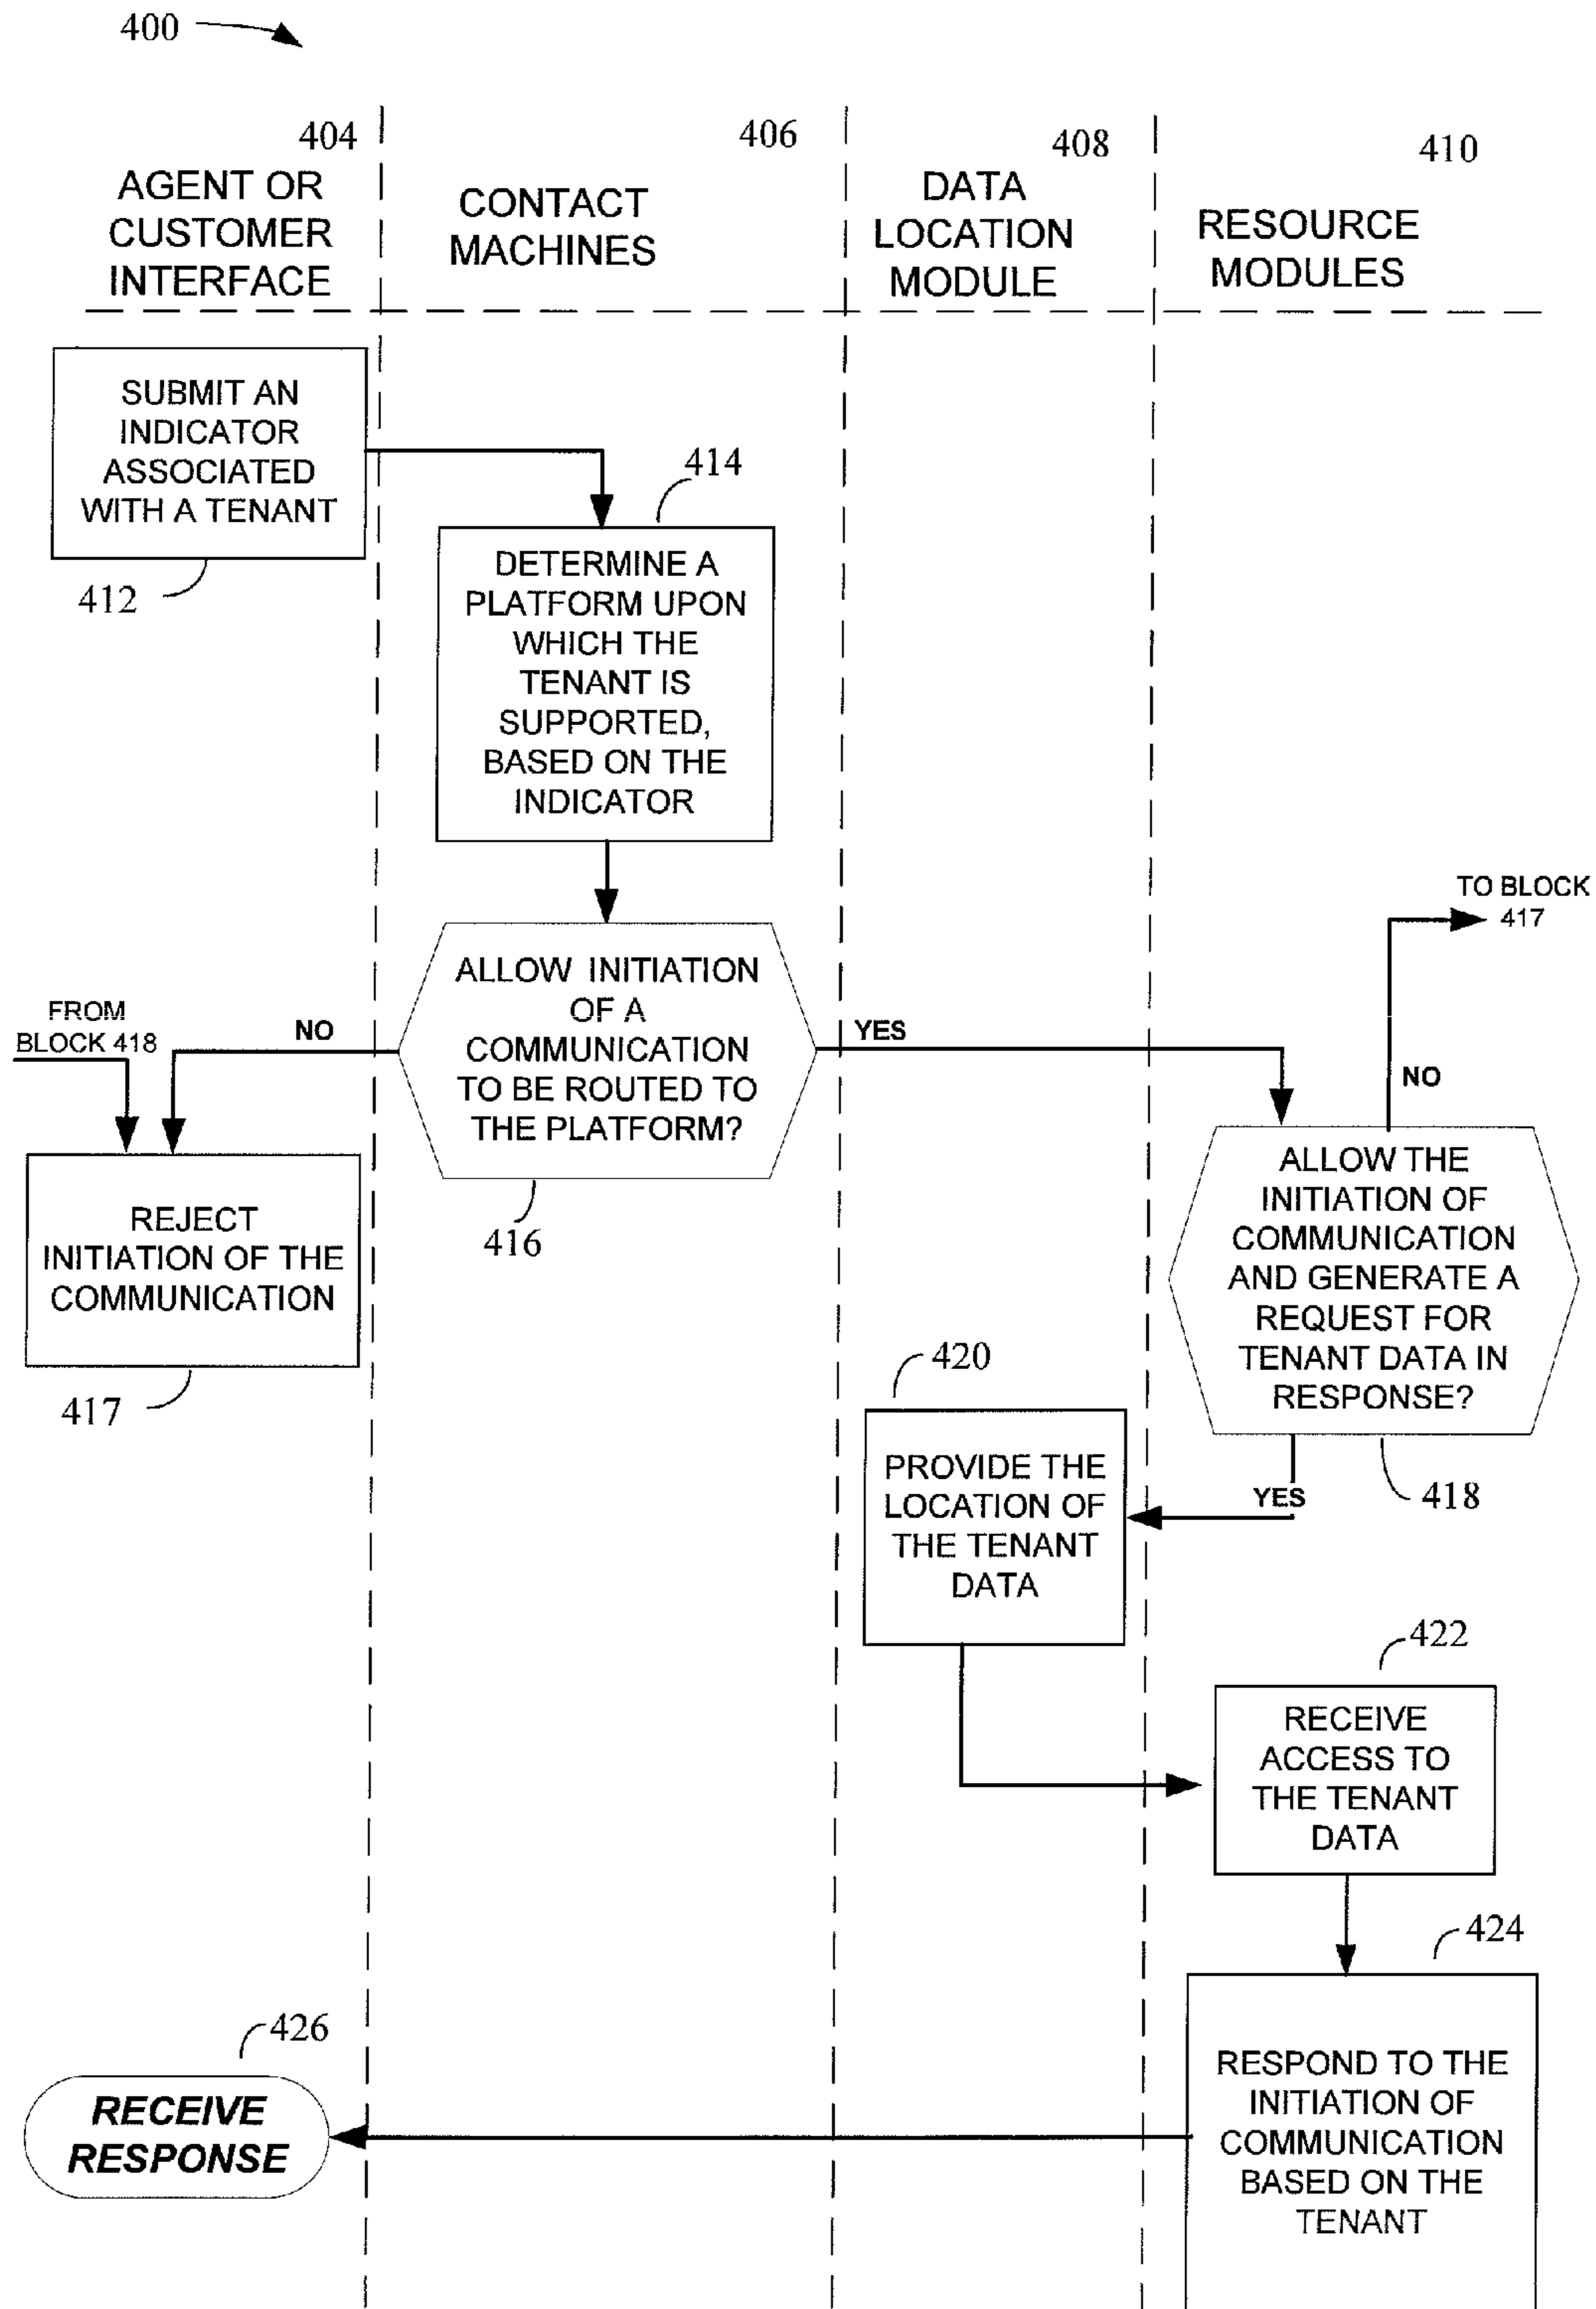 400
404
AGENT OR
CUSTOMER
INTERFACE
406
CONTACT
MACHINES
408
DATA
LOCATION
MODULE
410
RESOURCE
MODULES
SUBMIT AN
INDICATOR
ASSOCIATED
WITH A TENANT
412
414
DETERMINE A
PLATFORM UPON
WHICH THE
TENANT IS
SUPPORTED,
BASED ON THE
INDICATOR
TO BLOCK
417
NO
ALLOW INITIATION
OF A
COMMUNICATION
TO BE ROUTED TO
THE PLATFORM?
416
NO
YES
FROM
BLOCK 418
REJECT
INITIATION OF THE
COMMUNICATION
417
ALLOW THE
INITIATION OF
COMMUNICATION
AND GENERATE A
REQUEST FOR
TENANT DATA IN
RESPONSE?
418
YES
420
PROVIDE THE
LOCATION OF
THE TENANT
DATA
422
RECEIVE
ACCESS TO
THE TENANT
DATA
424
RESPOND TO THE
INITIATION OF
COMMUNICATION
BASED ON THE
TENANT
426
RECEIVE
RESPONSE